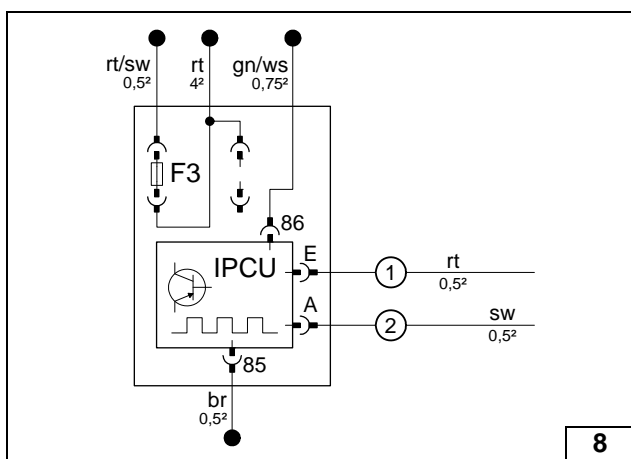 rt/sw
0,5²
rt
4²
gn/ws
0,75²
F3
86
IPCU
E
1
rt
0,5²
A
2
sw
0,5²
85
br
0,5²
8